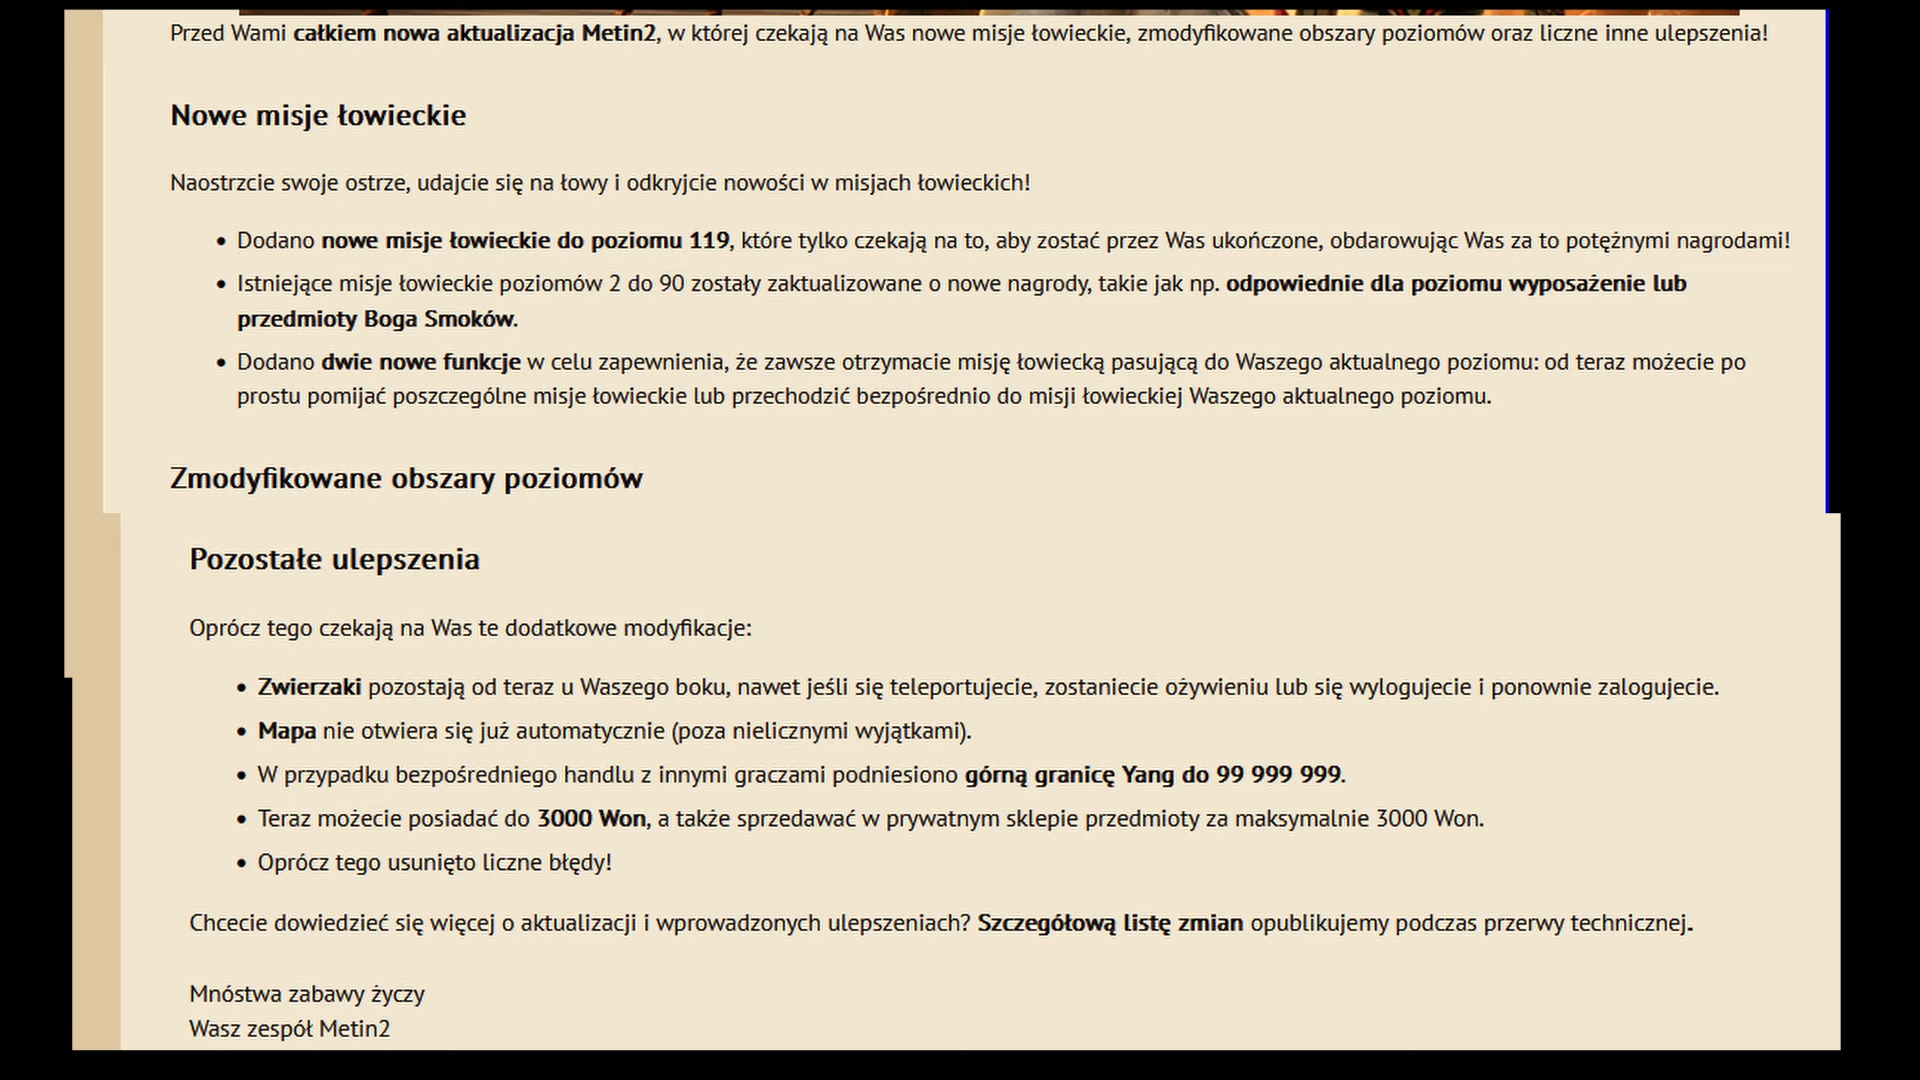 Przed Wami całkiem nowa aktualizacja Metin2, w której czekają na Was nowe misje łowieckie, zmodyfikowane obszary poziomów oraz liczne inne ulepszenia!
Nowe misje łowieckie
Naostrzcie swoje ostrze, udajcie się na łowy i odkryjcie nowości w misjach łowieckich!
• Dodano nowe misje łowieckie do poziomu 119, które tylko czekają na to, aby zostać przez Was ukończone, obdarowując Was za to potężnymi nagrodami!
• Istniejące misje łowieckie poziomów 2 do 90 zostały zaktualizowane o nowe nagrody, takie jak np. odpowiednie dla poziomu wyposażenie lub
przedmioty Boga Smoków.
• Dodano dwie nowe funkcje w celu zapewnienia, że zawsze otrzymacie misję łowiecką pasującą do Waszego aktualnego poziomu: od teraz możecie po
prostu pomijać poszczególne misje łowieckie lub przechodzić bezpośrednio do misji łowieckiej Waszego aktualnego poziomu.
Zmodyfikowane obszary poziomów
Pozostałe ulepszenia
Oprócz tego czekają na Was te dodatkowe modyfikacje:
• Zwierzaki pozostają od teraz u Waszego boku, nawet jeśli się teleportujecie, zostaniecie ożywieniu lub się wylogujecie i ponownie zalogujecie.
• Mapa nie otwiera się już automatycznie (poza nielicznymi wyjątkami).
• W przypadku bezpośredniego handlu z innymi graczami podniesiono górną granicę Yang do 99 999 999.
• Teraz możecie posiadać do 3000 Won, a także sprzedawać w prywatnym sklepie przedmioty za maksymalnie 3000 Won.
• Oprócz tego usunięto liczne błędy!
Chcecie dowiedzieć się więcej o aktualizacji i wprowadzonych ulepszeniach? Szczegółową listę zmian opublikujemy podczas przerwy technicznej.
Mnóstwa zabawy życzy
Wasz zespół Metin2